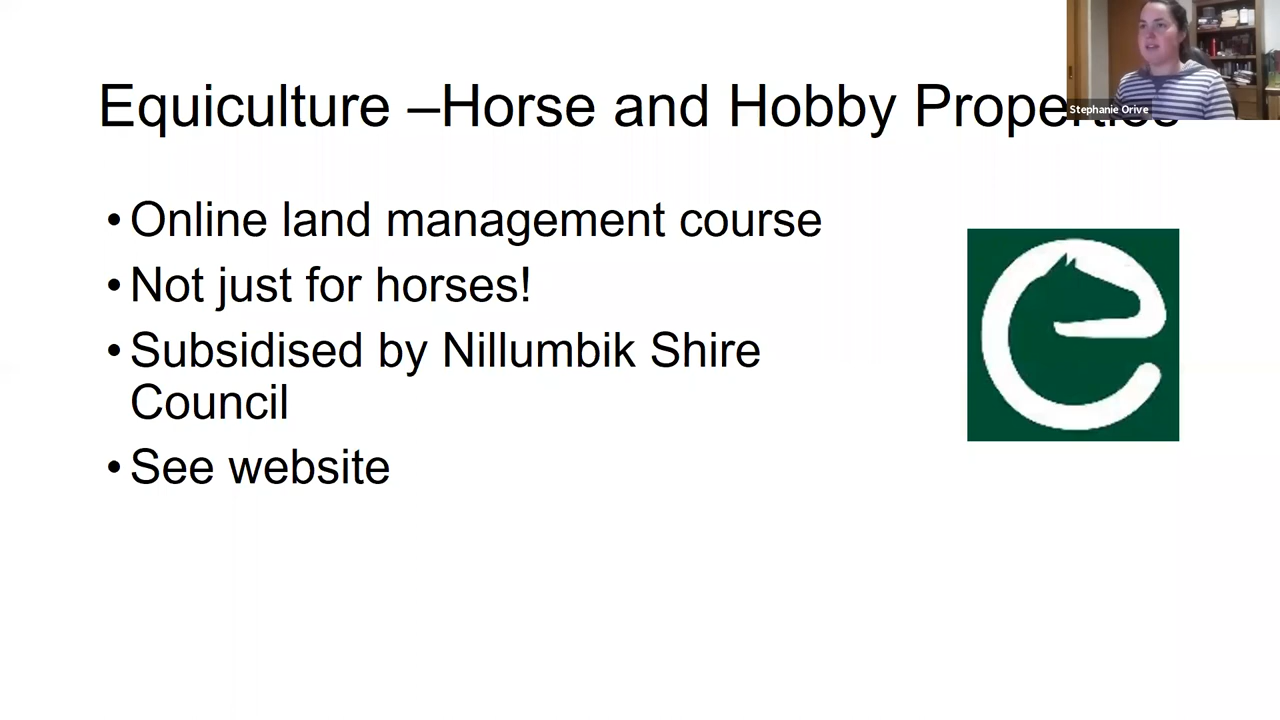 Equiculture –Horse and Hobby Properties
Stephanie Orive
• Online land management course
• Not just for horses!
• Subsidised by Nillumbik Shire
Council
• See website